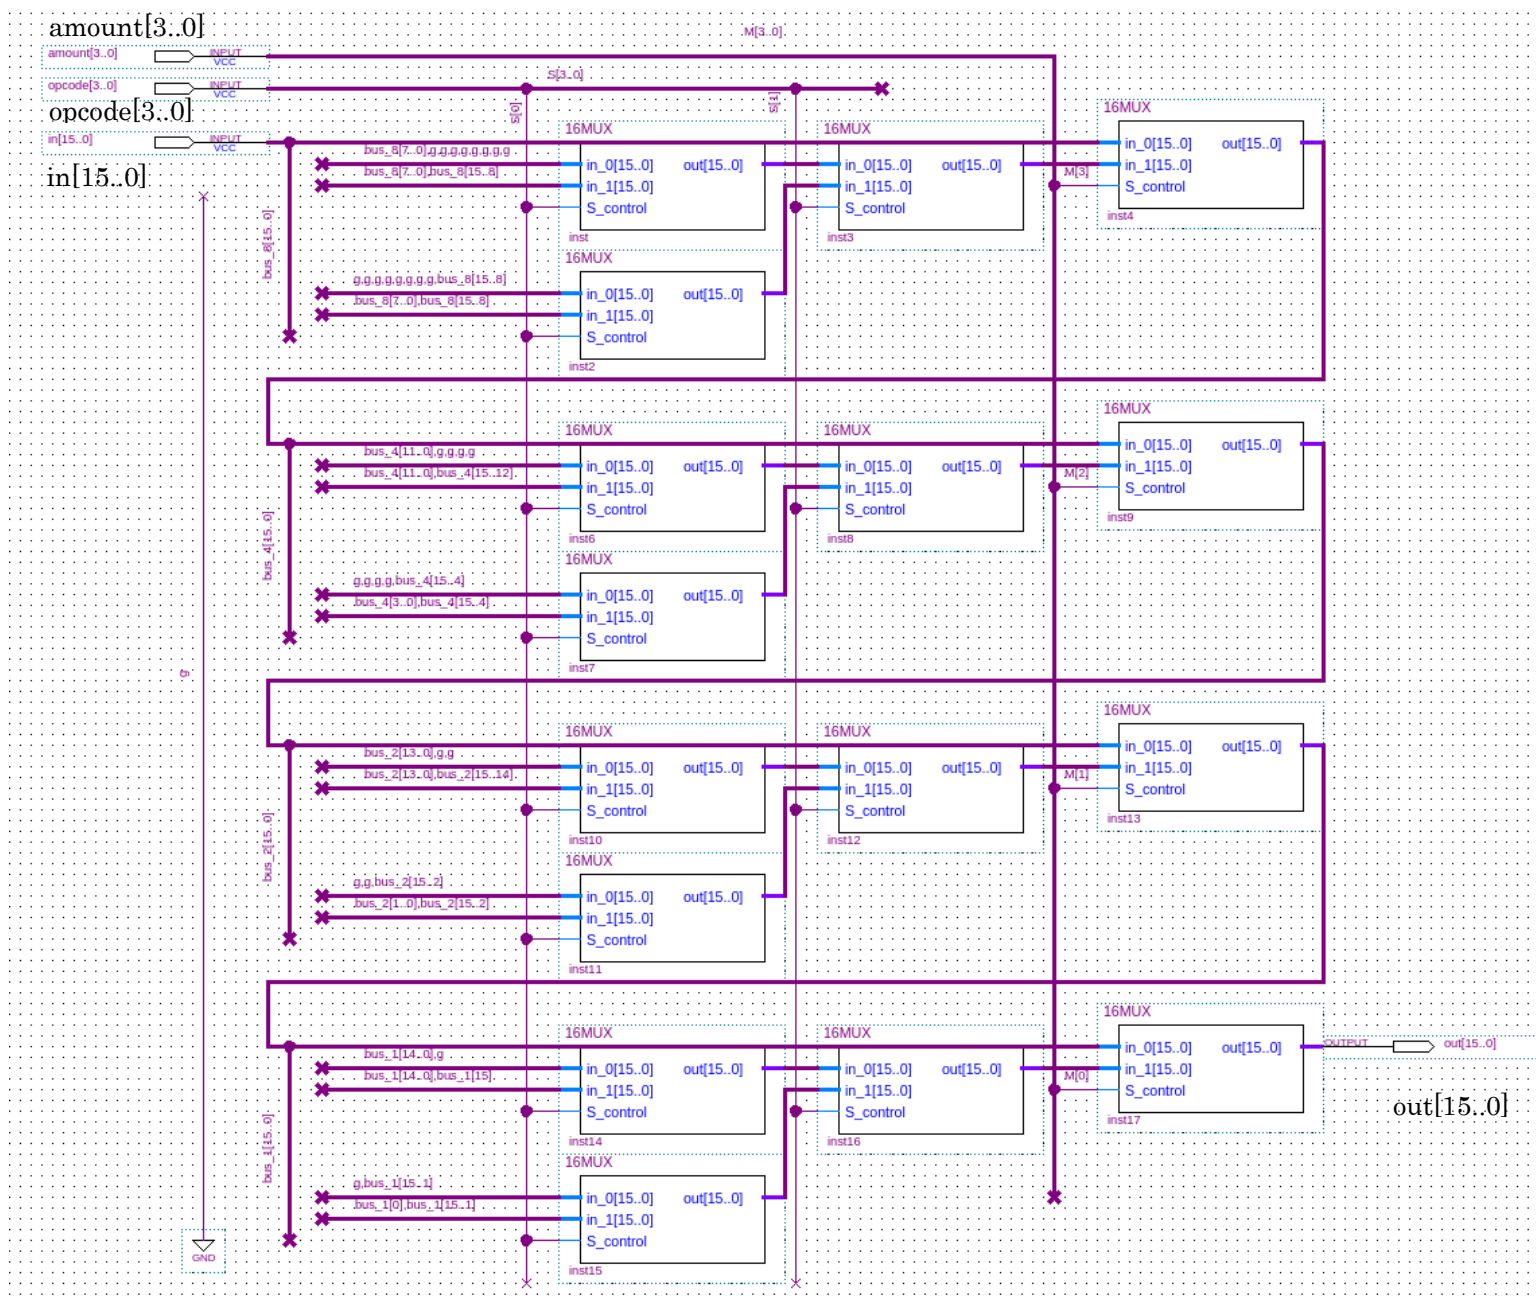 amount[3..0]
M[3..0]
amount[3..0] INPUT VCC
S[3..0]
opcode[3..0] INPUT VCC
opcode[3..0]
S[0]
S[1]
in[15..0] INPUT VCC
in[15..0]
16MUX
bus_8[7..0],g,g,g,g,g,g,g,g
bus_8[7..0],bus_8[15..8]
in_0[15..0] out[15..0]
in_1[15..0]
S_control
inst
16MUX
in_0[15..0] out[15..0]
in_1[15..0]
S_control
inst3
16MUX
in_0[15..0] out[15..0]
in_1[15..0]
M[3]
S_control
inst4
bus_8[15..0]
16MUX
g,g,g,g,g,g,g,g,bus_8[15..8]
bus_8[7..0],bus_8[15..8]
in_0[15..0] out[15..0]
in_1[15..0]
S_control
inst2
16MUX
bus_4[11..0],g,g,g,g
bus_4[11..0],bus_4[15..12]
in_0[15..0] out[15..0]
in_1[15..0]
S_control
inst6
16MUX
in_0[15..0] out[15..0]
in_1[15..0]
S_control
inst8
16MUX
in_0[15..0] out[15..0]
in_1[15..0]
M[2]
S_control
inst9
bus_4[15..0]
16MUX
g,g,g,g,bus_4[15..4]
bus_4[3..0],bus_4[15..4]
in_0[15..0] out[15..0]
in_1[15..0]
S_control
inst7
g
16MUX
bus_2[13..0],g,g
bus_2[13..0],bus_2[15..14]
in_0[15..0] out[15..0]
in_1[15..0]
S_control
inst10
16MUX
in_0[15..0] out[15..0]
in_1[15..0]
S_control
inst12
16MUX
in_0[15..0] out[15..0]
in_1[15..0]
M[1]
S_control
inst13
bus_2[15..0]
16MUX
g,g,bus_2[15..2]
bus_2[1..0],bus_2[15..2]
in_0[15..0] out[15..0]
in_1[15..0]
S_control
inst11
16MUX
bus_1[14..0],g
bus_1[14..0],bus_1[15]
in_0[15..0] out[15..0]
in_1[15..0]
S_control
inst14
16MUX
in_0[15..0] out[15..0]
in_1[15..0]
S_control
inst16
16MUX
in_0[15..0] out[15..0]
in_1[15..0]
M[0]
S_control
inst17
OUTPUT out[15..0]
out[15..0]
bus_1[15..0]
16MUX
g,bus_1[15..1]
bus_1[0],bus_1[15..1]
in_0[15..0] out[15..0]
in_1[15..0]
S_control
inst15
GND